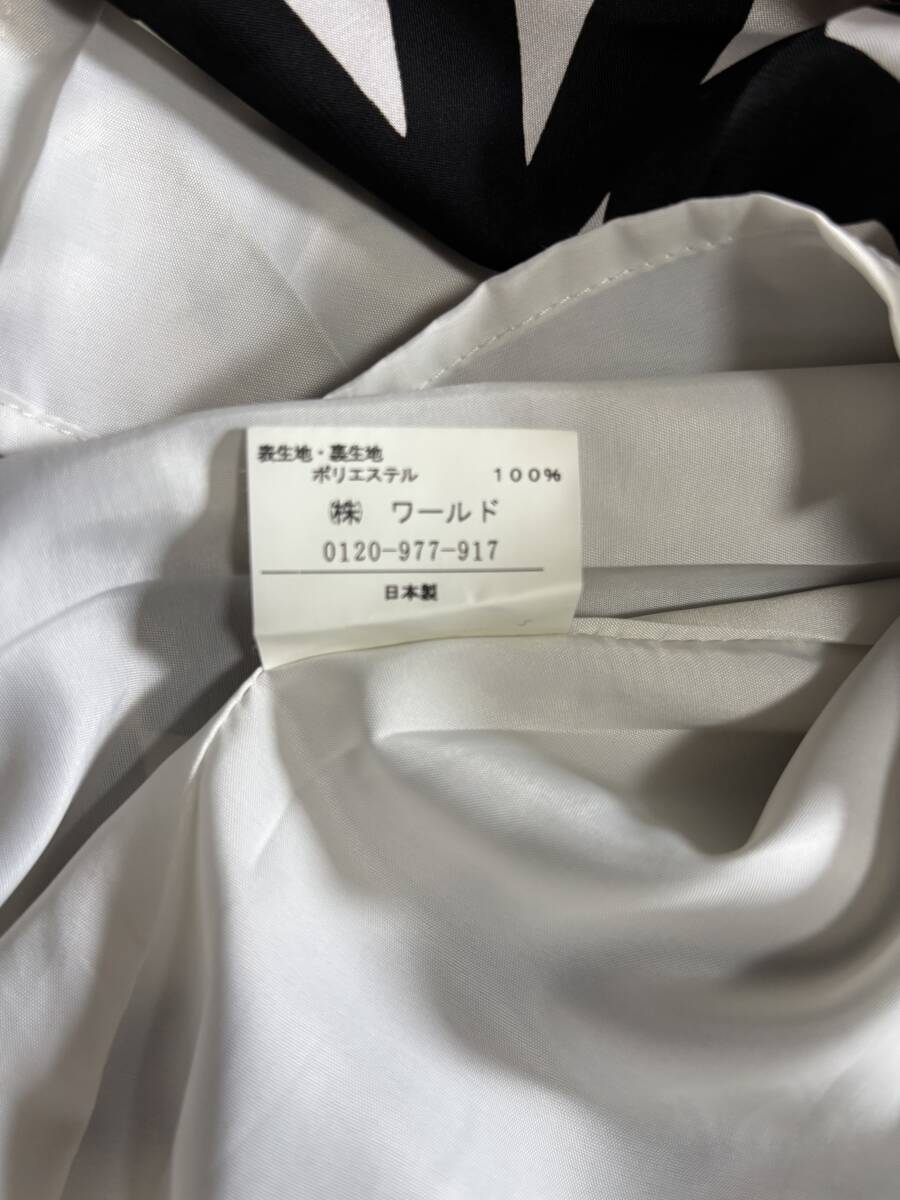 表生地・裏生地
ポリエステル 100%
㈱ ワールド
0120-977-917
日本製